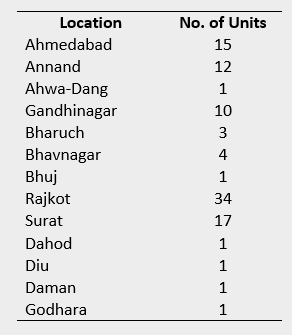 Location No. of Units
Ahmedabad 15
Annand 12
Ahwa-Dang 1
Gandhinagar 10
Bharuch 3
Bhavnagar 4
Bhuj 1
Rajkot 34
Surat 17
Dahod 1
Diu 1
Daman 1
Godhara 1